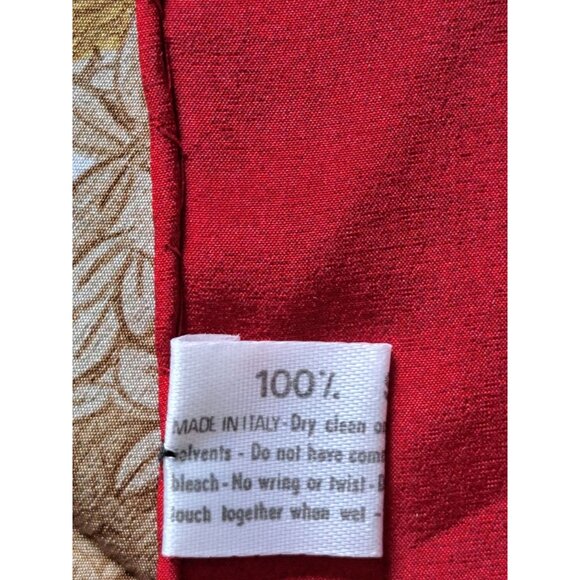 100%
MADE IN ITALY - Dry clean
solvents - Do not have
bleach - No wring or twist -
touch together when wet -